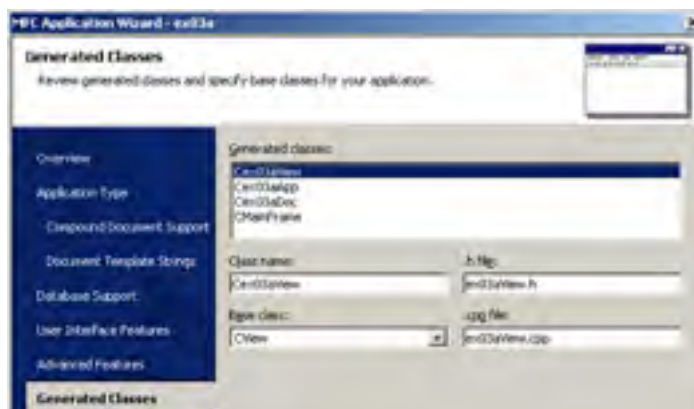 MFC Application Wizard - ex03a
Generated Classes
Review generated classes and specify base classes for your application.
Overview
Application Type
Compound Document Support
Document Template Strings
Database Support
User Interface Features
Advanced Features
Generated Classes
Generated classes:
Cex03aView
Cex03aApp
Cex03aDoc
CMainFrame
Class name:
Cex03aView
.h file:
ex03aView.h
Base class:
CView
.cpp file:
ex03aView.cpp